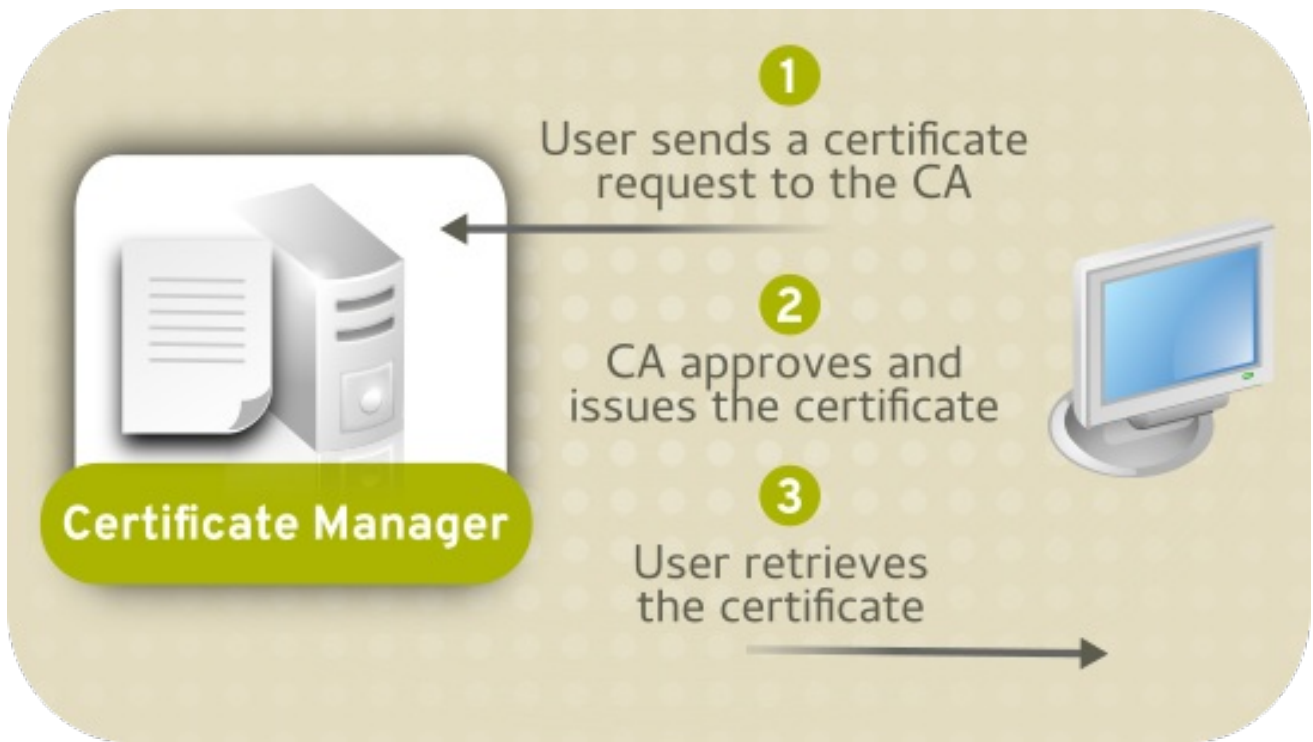 1
User sends a certificate
request to the CA
2
CA approves and
issues the certificate
3
User retrieves
the certificate
Certificate Manager